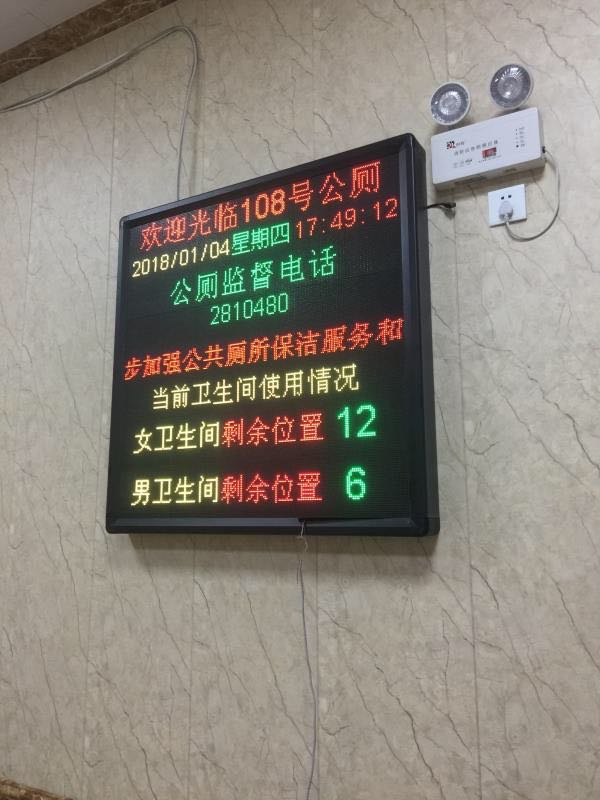 欢迎光临108号公厕
2018/01/04星期四17:49:12
公厕监督电话
2810480
步加强公共厕所保洁服务和
当前卫生间使用情况
女卫生间剩余位置 12
男卫生间剩余位置 6